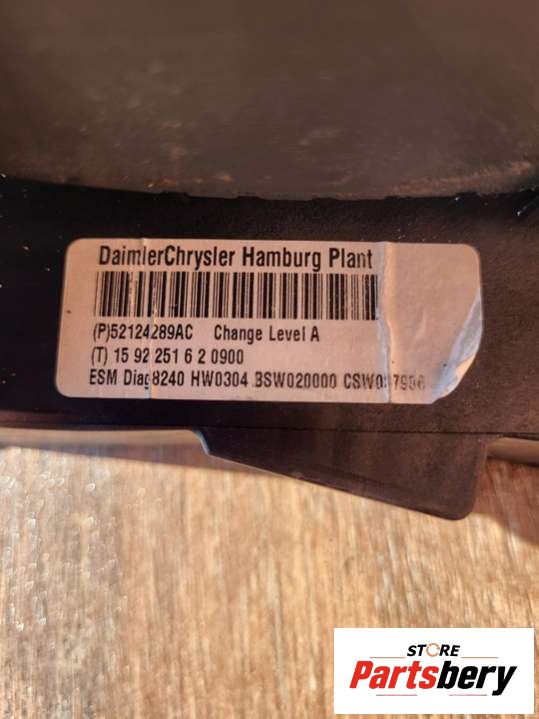 DaimlerChrysler Hamburg Plant
(P)52124289AC Change Level A
(T) 15 92 251 6 2 0900
ESM Diag8240 HW0304 BSW020000
STORE
Partsbery